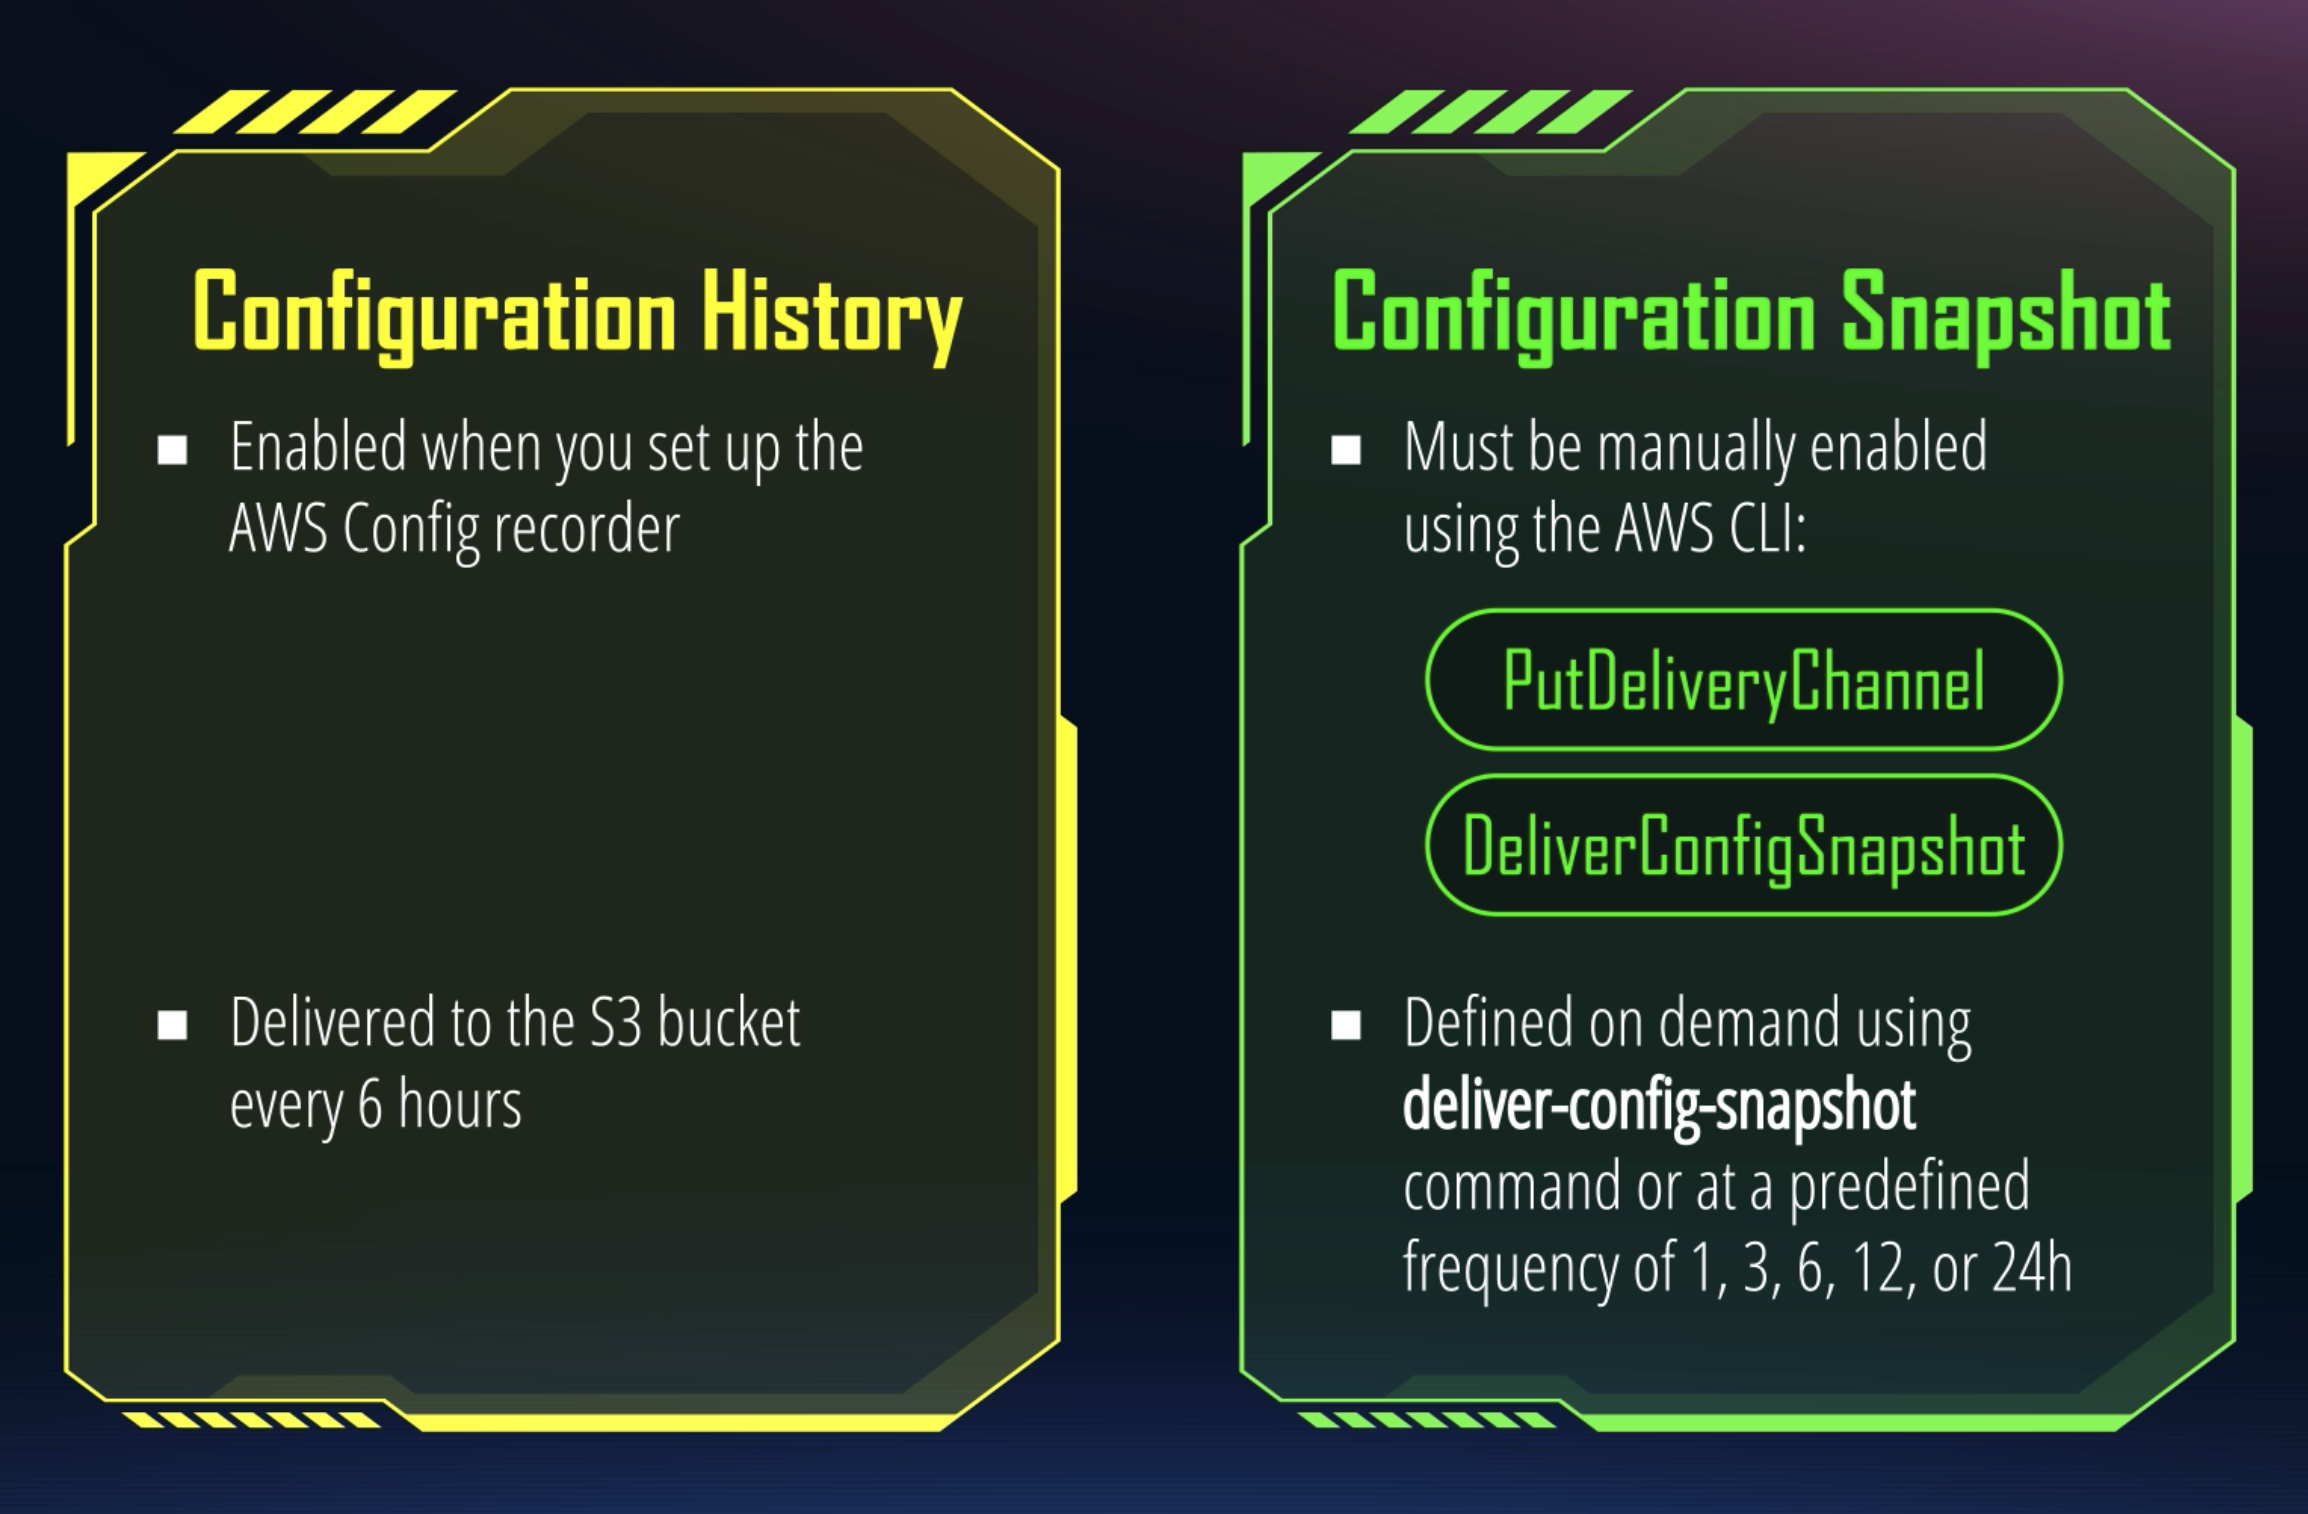 Configuration History
Enabled when you set up the
AWS Config recorder
Delivered to the S3 bucket
every 6 hours
Configuration Snapshot
Must be manually enabled
using the AWS CLI:
PutDeliveryChannel
DeliverConfigSnapshot
Defined on demand using
deliver-config-snapshot
command or at a predefined
frequency of 1, 3, 6, 12, or 24h